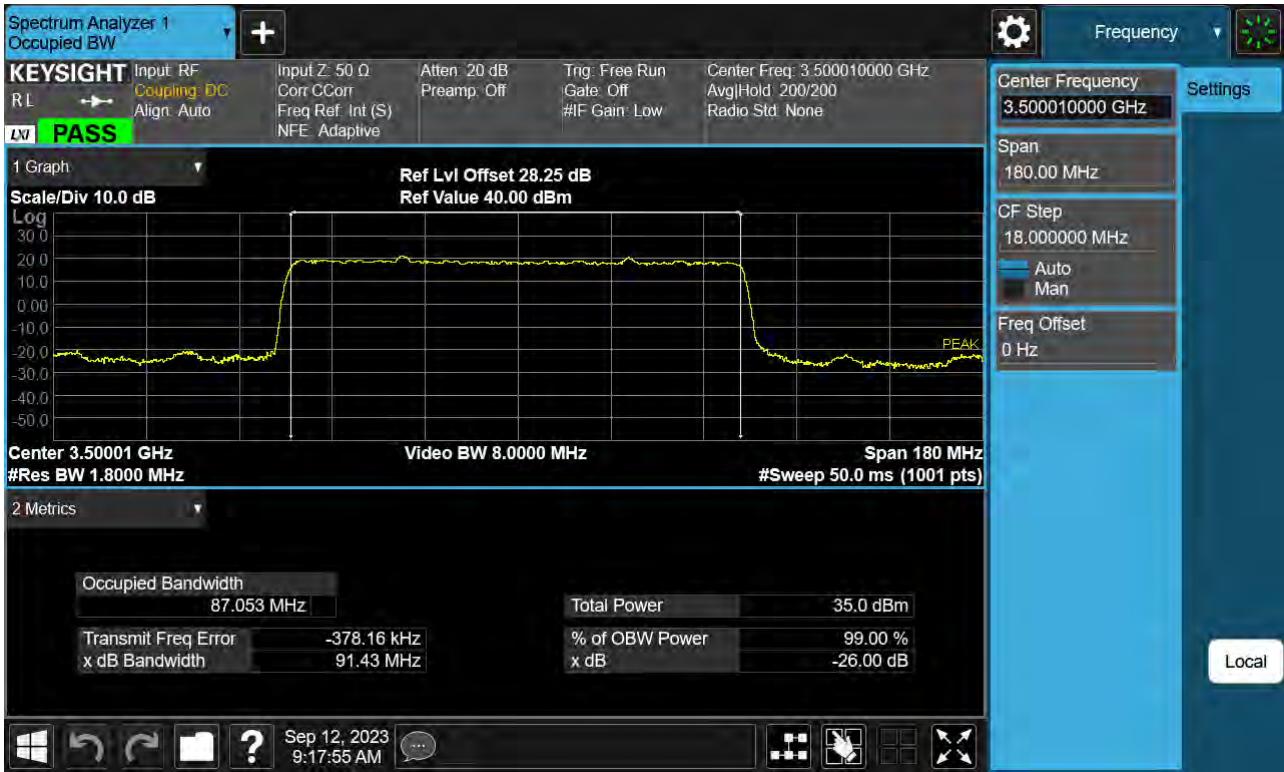 Spectrum Analyzer 1
Occupied BW
Frequency
KEYSIGHT
RL
LXI PASS
Input: RF
Coupling: DC
Align: Auto
Input Z: 50 Ω
Corr CCorr
Freq Ref: Int (S)
NFE: Adaptive
Atten: 20 dB
Preamp: Off
Trig: Free Run
Gate: Off
#IF Gain: Low
Center Freq: 3.500010000 GHz
Avg|Hold: 200/200
Radio Std: None
Center Frequency
3.500010000 GHz
Settings
Span
180.00 MHz
CF Step
18.000000 MHz
Auto
Man
Freq Offset
0 Hz
Local
1 Graph
Scale/Div 10.0 dB
Ref Lvl Offset 28.25 dB
Ref Value 40.00 dBm
Log
30.0
20.0
10.0
0.00
-10.0
-20.0
-30.0
-40.0
-50.0
PEAK
Center 3.50001 GHz
#Res BW 1.8000 MHz
Video BW 8.0000 MHz
Span 180 MHz
#Sweep 50.0 ms (1001 pts)
2 Metrics
Occupied Bandwidth
87.053 MHz
Transmit Freq Error -378.16 kHz
x dB Bandwidth 91.43 MHz
Total Power 35.0 dBm
% of OBW Power 99.00 %
x dB -26.00 dB
?
Sep 12, 2023
9:17:55 AM